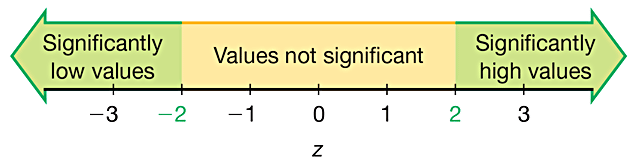 Significantly
low values
Values not significant
Significantly
high values
−3 −2 −1 0 1 2 3
z